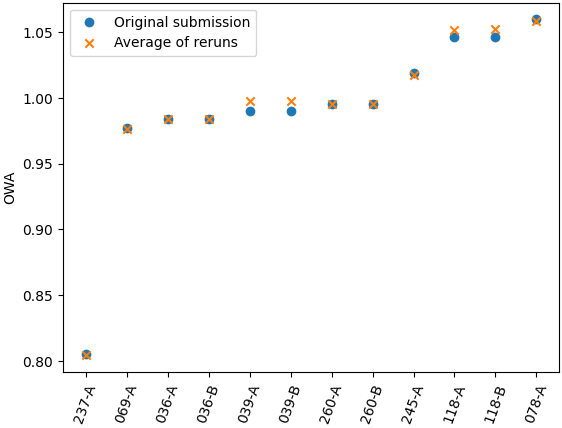 Original submission
Average of reruns
OWA
1.05
1.00
0.95
0.90
0.85
0.80
237-A
069-A
036-A
036-B
039-A
039-B
260-A
260-B
245-A
118-A
118-B
078-A